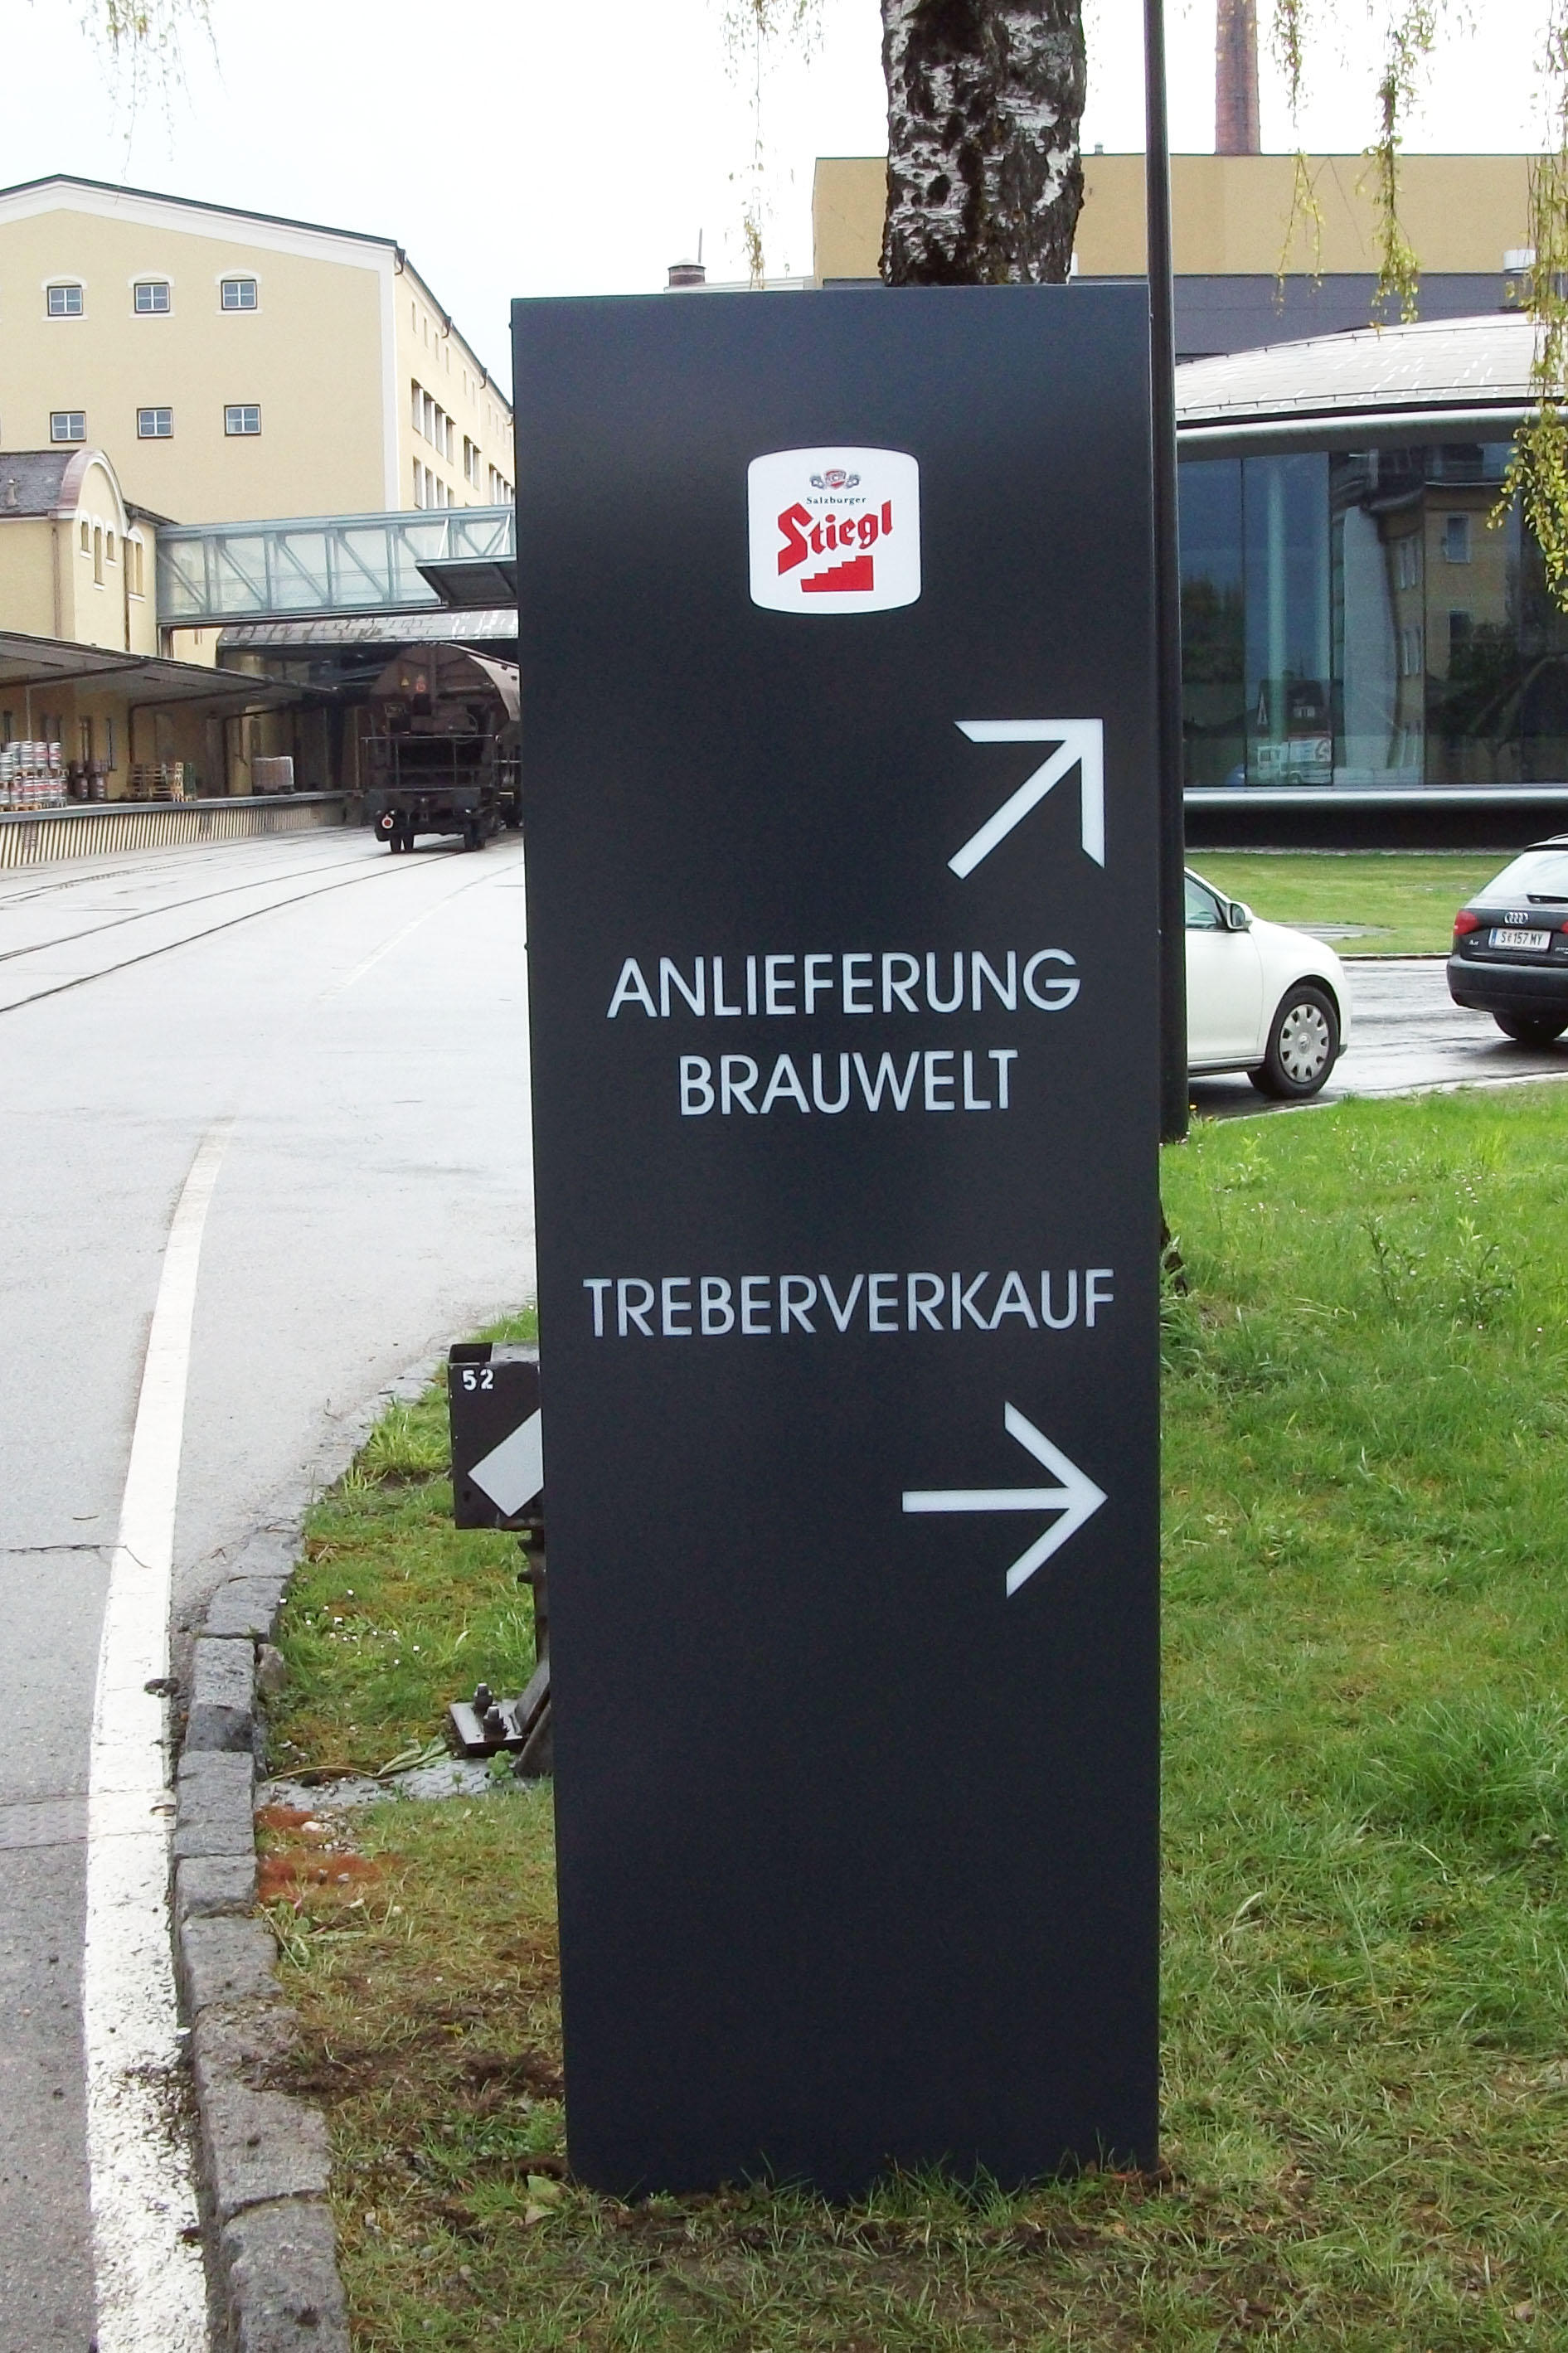 Salzburger
Stiegl
ANLIEFERUNG
BRAUWELT
TREBERVERKAUF
52
S 157 MY